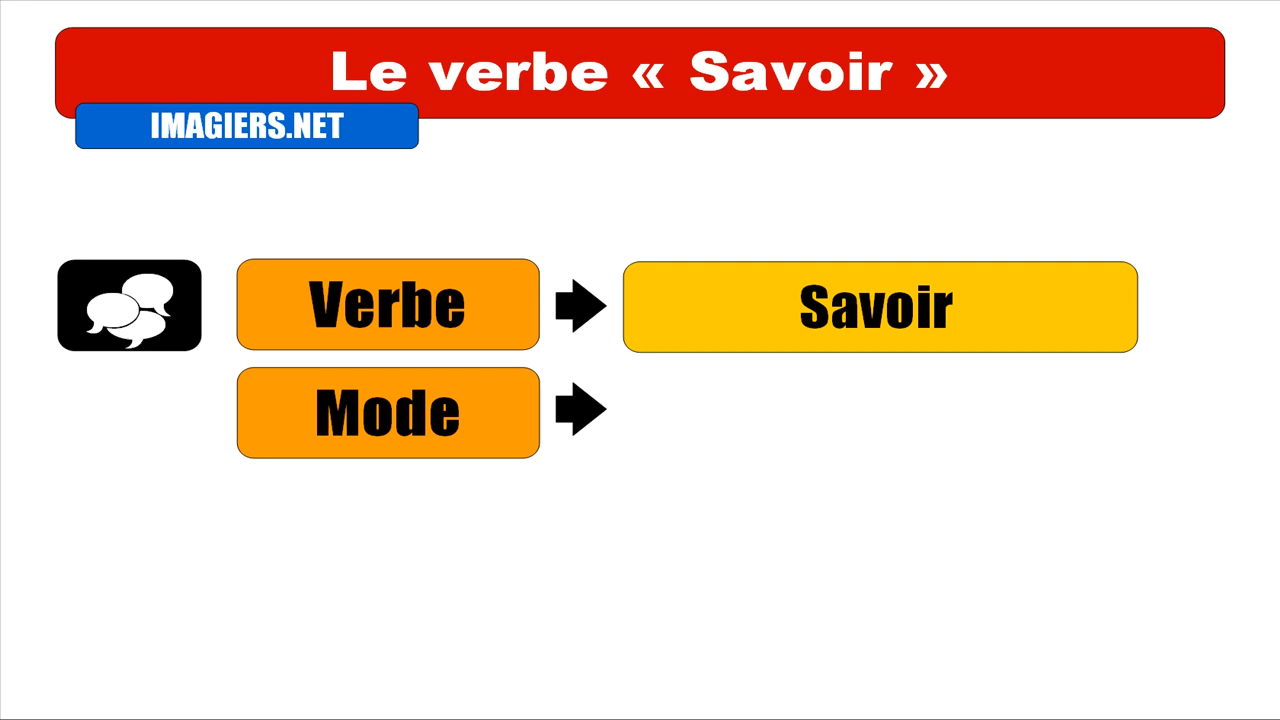 Le verbe « Savoir »
IMAGIERS.NET
Verbe
Savoir
Mode